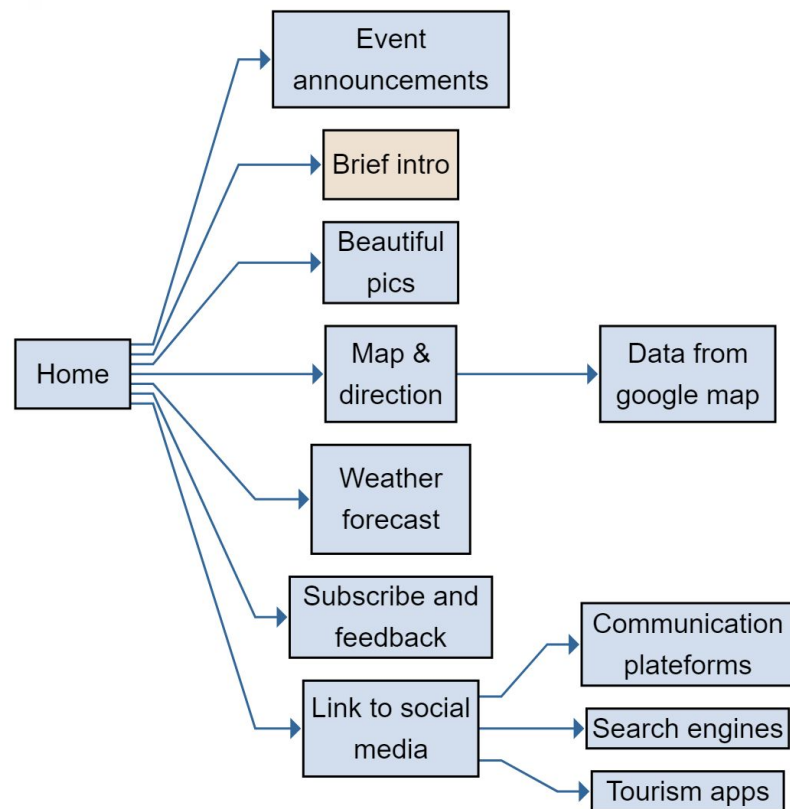 Event
announcements
Brief intro
Beautiful
pics
Home
Map &
direction
Data from
google map
Weather
forecast
Subscribe and
feedback
Link to social
media
Communication
plateforms
Search engines
Tourism apps